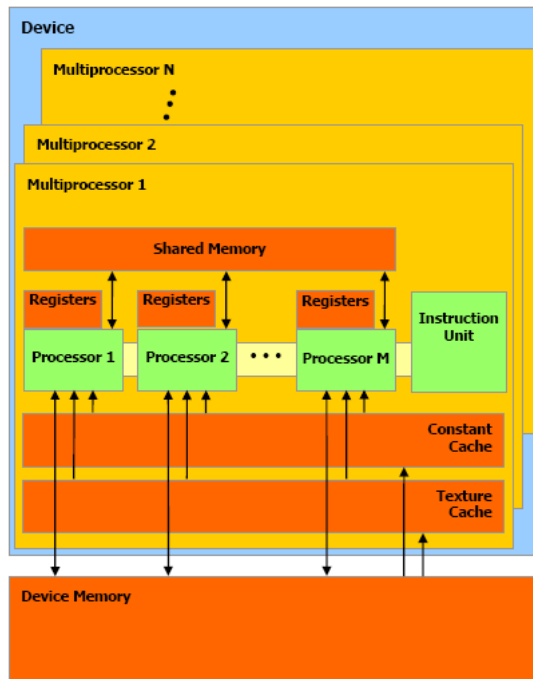 Device
Multiprocessor N
Multiprocessor 2
Multiprocessor 1
Shared Memory
Registers
Registers
Registers
Instruction
Unit
Processor 1
Processor 2
• • •
Processor M
Constant
Cache
Texture
Cache
Device Memory